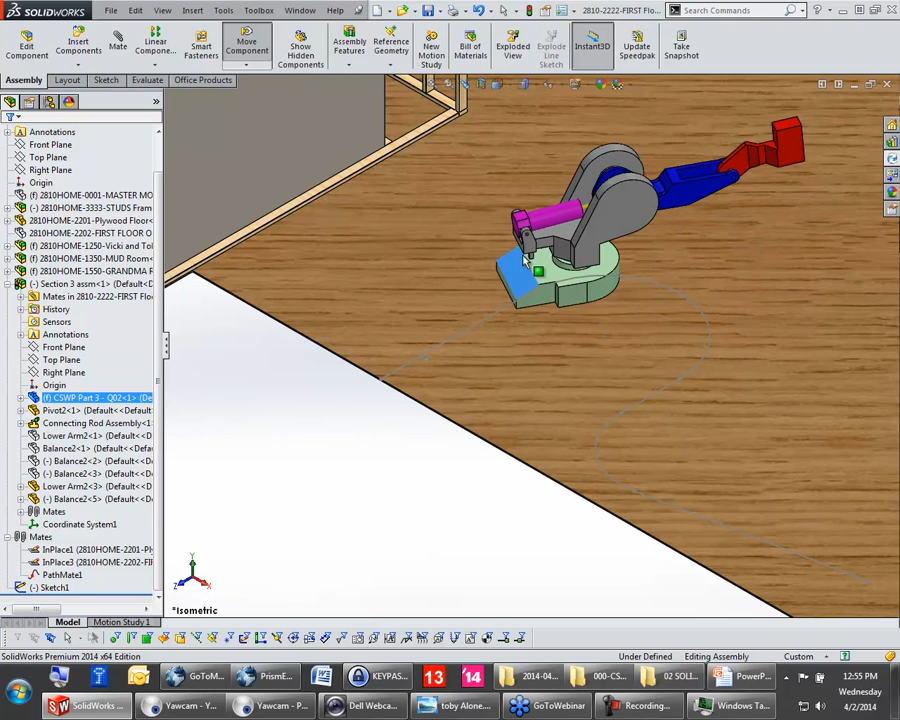 SOLIDWORKS
File Edit View Insert Tools Toolbox Window Help
2810-2222-FIRST Flo...
Search Commands
Edit Component
Insert Components
Mate
Linear Compone...
Smart Fasteners
Move Component
Show Hidden Components
Assembly Features
Reference Geometry
New Motion Study
Bill of Materials
Exploded View
Explode Line Sketch
Instant3D
Update Speedpak
Take Snapshot
Assembly Layout Sketch Evaluate Office Products
Annotations
Front Plane
Top Plane
Right Plane
Origin
(f) 2810HOME-0001-MASTER MO
(-) 2810HOME-3333-STUDS Fram
2810HOME-2201-Plywood Floor<
2810HOME-2202-FIRST FLOOR O
(f) 2810HOME-1250-Vicki and Tol
(f) 2810HOME-1350-MUD Room<
(f) 2810HOME-1550-GRANDMA F
(-) Section 3 assm<1> (Default<D
Mates in 2810-2222-FIRST Flo
History
Sensors
Annotations
Front Plane
Top Plane
Right Plane
Origin
(f) CSWP Part 3 - Q02<1> (De
Pivot2<1> (Default<<Default
Connecting Rod Assembly<1
Lower Arm2<1> (Default<<D
Balance2<1> (Default<<Defau
(-) Balance2<2> (Default<<D
(-) Balance2<3> (Default<<D
Lower Arm2<3> (Default<<D
(-) Balance2<5> (Default<<D
Mates
Coordinate System1
Mates
InPlace1 (2810HOME-2201-Pl
InPlace3 (2810HOME-2202-FI
PathMate1
(-) Sketch1
Y
Z
X
*Isometric
Model Motion Study 1
SolidWorks Premium 2014 x64 Edition
Under Defined
Editing Assembly
Custom
GoToM...
PrismE...
KEYPAS...
13
'14
2014-04...
000-CS...
02 SOLI...
PowerP...
12:55 PM
Wednesday
4/2/2014
SolidWorks ...
Yawcam - Y...
Yawcam - P...
Dell Webca...
toby Alone...
GoToWebinar
Recording...
Windows Ta...